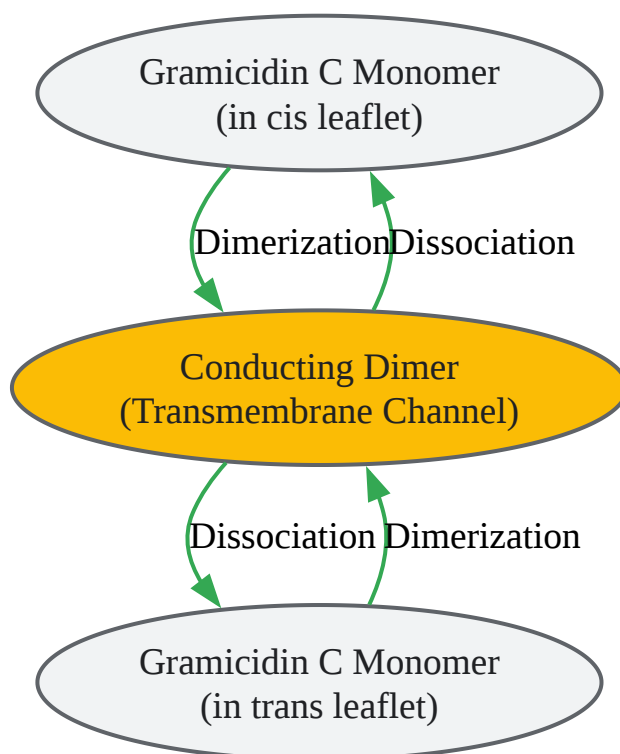 Gramicidin C Monomer
(in cis leaflet)
Dimerization
Dissociation
Conducting Dimer
(Transmembrane Channel)
Dissociation
Dimerization
Gramicidin C Monomer
(in trans leaflet)